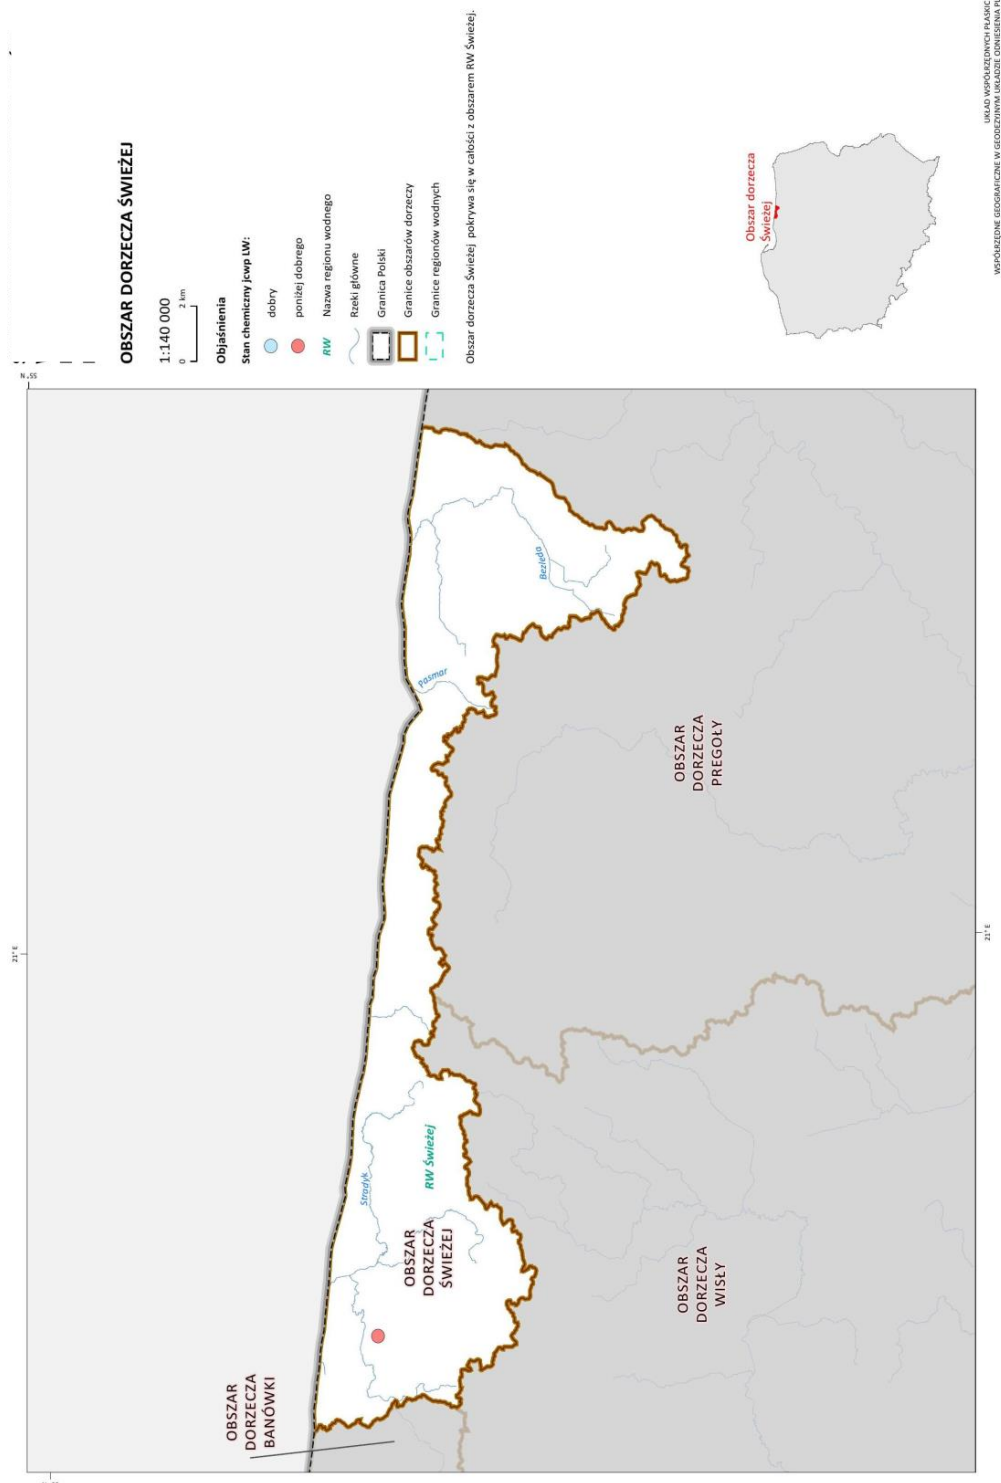 OBSZAR DORZECZA ŚWIEŻEJ
1:140 000
0 2 km
Objaśnienia
Stan chemiczny jcwp LW:
dobry
poniżej dobrego
RW Nazwa regionu wodnego
Rzeki główne
Granica Polski
Granice obszarów dorzeczy
Granice regionów wodnych
Obszar dorzecza Świeżej pokrywa się w całości z obszarem RW Świeżej.
Obszar dorzecza
Świeżej
UKŁAD WSPÓŁRZĘDNYCH PŁASKIC
WSPÓŁRZĘDNE GEOGRAFICZNE W GEODEZYJNYM UKŁADZIE ODNIESIENIA PL
21° E
OBSZAR
DORZECZA
BANÓWKI
Stradyk
RW Świeżej
OBSZAR
DORZECZA
ŚWIEŻEJ
Pasmar
Bezleda
OBSZAR
DORZECZA
WISŁY
OBSZAR
DORZECZA
PREGOŁY
21° E